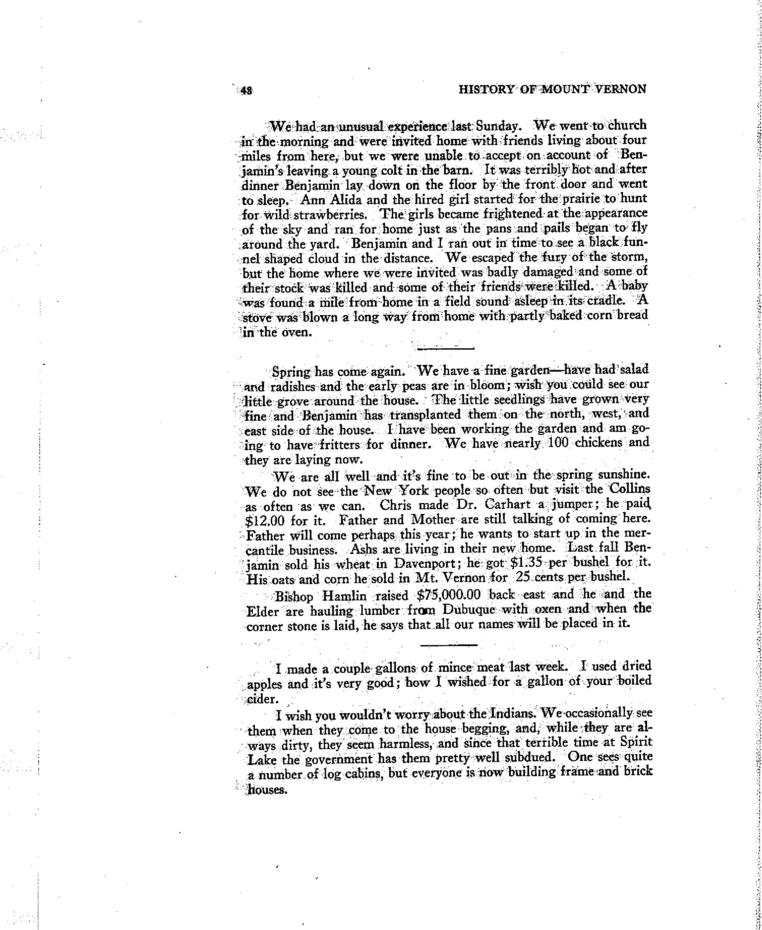 48 HISTORY OF MOUNT VERNON
We had an unusual experience last Sunday. We went to church
in the morning and were invited home with friends living about four
miles from here, but we were unable to accept on account of Ben-
jamin's leaving a young colt in the barn. It was terribly hot and after
dinner Benjamin lay down on the floor by the front door and went
to sleep. Ann Alida and the hired girl started for the prairie to hunt
for wild strawberries. The girls became frightened at the appearance
of the sky and ran for home just as the pans and pails began to fly
around the yard. Benjamin and I ran out in time to see a black fun-
nel shaped cloud in the distance. We escaped the fury of the storm,
but the home where we were invited was badly damaged and some of
their stock was killed and some of their friends were killed. A baby
was found a mile from home in a field sound asleep in its cradle. A
stove was blown a long way from home with partly baked corn bread
in the oven.
Spring has come again. We have a fine garden—have had salad
and radishes and the early peas are in bloom; wish you could see our
little grove around the house. The little seedlings have grown very
fine and Benjamin has transplanted them on the north, west, and
east side of the house. I have been working the garden and am go-
ing to have fritters for dinner. We have nearly 100 chickens and
they are laying now.
We are all well and it's fine to be out in the spring sunshine.
We do not see the New York people so often but visit the Collins
as often as we can. Chris made Dr. Carhart a jumper; he paid
$12.00 for it. Father and Mother are still talking of coming here.
Father will come perhaps this year; he wants to start up in the mer-
cantile business. Ashs are living in their new home. Last fall Ben-
jamin sold his wheat in Davenport; he got $1.35 per bushel for it.
His oats and corn he sold in Mt. Vernon for 25 cents per bushel.
Bishop Hamlin raised $75,000.00 back east and he and the
Elder are hauling lumber from Dubuque with oxen and when the
corner stone is laid, he says that all our names will be placed in it.
I made a couple gallons of mince meat last week. I used dried
apples and it's very good; how I wished for a gallon of your boiled
cider.
I wish you wouldn't worry about the Indians. We occasionally see
them when they come to the house begging, and, while they are al-
ways dirty, they seem harmless, and since that terrible time at Spirit
Lake the government has them pretty well subdued. One sees quite
a number of log cabins, but everyone is now building frame and brick
houses.